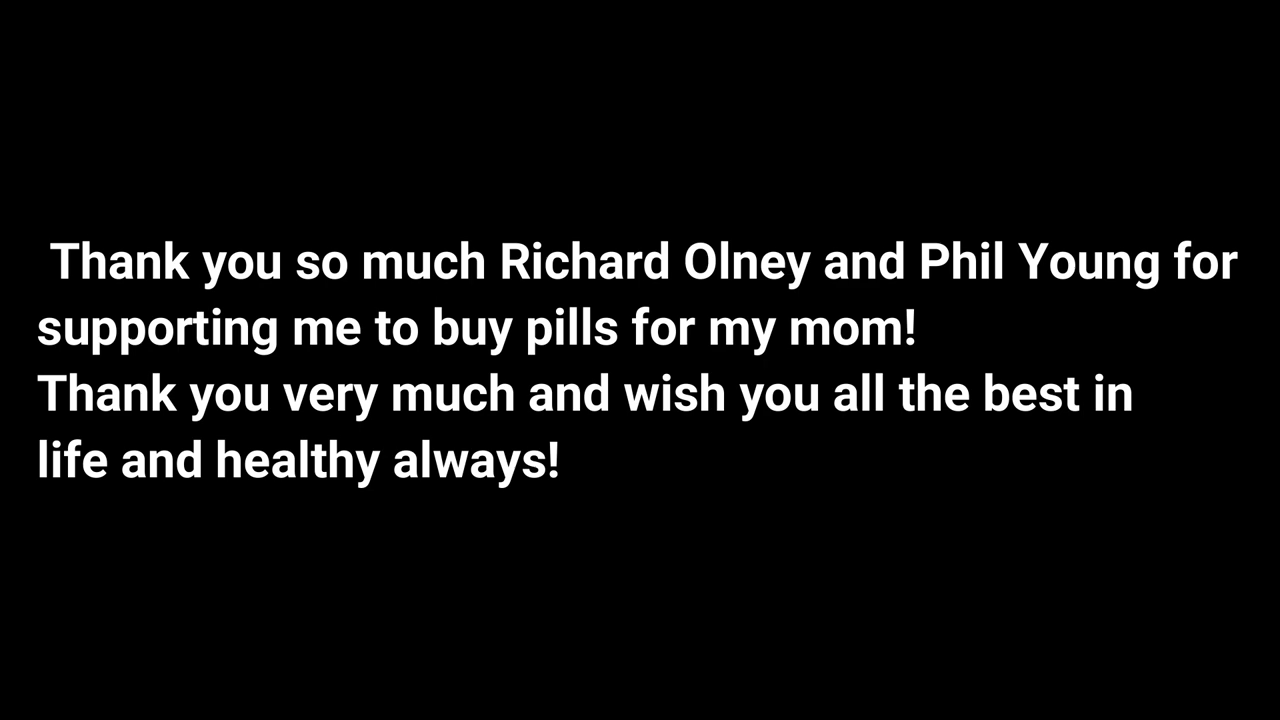 Thank you so much Richard Olney and Phil Young for
supporting me to buy pills for my mom!
Thank you very much and wish you all the best in
life and healthy always!